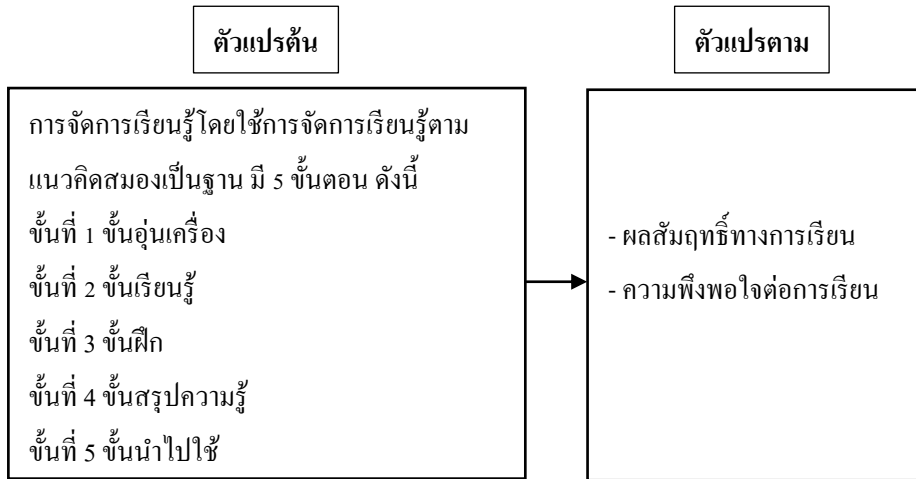 ตัวแปรต้น
การจัดการเรียนรู้โดยใช้การจัดการเรียนรู้ตาม
แนวคิดสมองเป็นฐาน มี 5 ขั้นตอน ดังนี้
ขั้นที่ 1 ขั้นอุ่นเครื่อง
ขั้นที่ 2 ขั้นเรียนรู้
ขั้นที่ 3 ขั้นฝึก
ขั้นที่ 4 ขั้นสรุปความรู้
ขั้นที่ 5 ขั้นนำไปใช้
ตัวแปรตาม
- ผลสัมฤทธิ์ทางการเรียน
- ความพึงพอใจต่อการเรียน